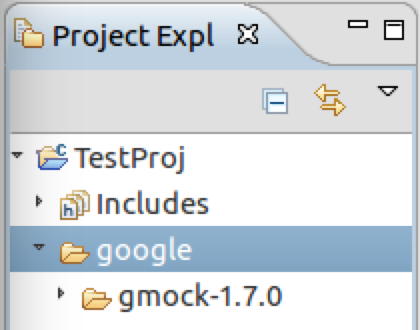 Project Expl
TestProj
Includes
google
gmock-1.7.0